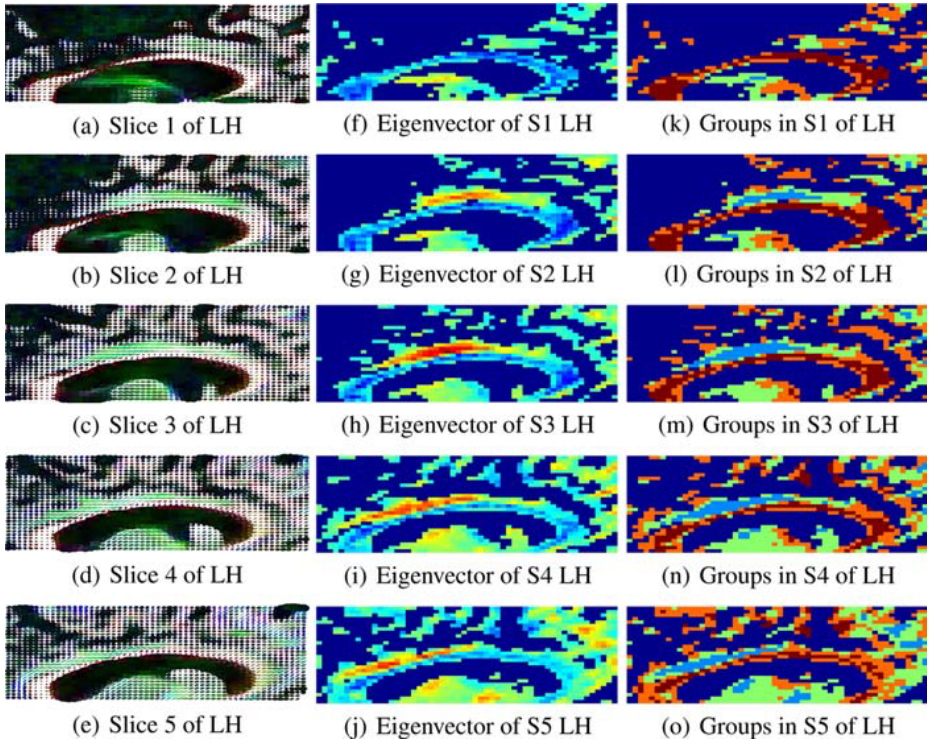 (a) Slice 1 of LH
(f) Eigenvector of S1 LH
(k) Groups in S1 of LH
(b) Slice 2 of LH
(g) Eigenvector of S2 LH
(l) Groups in S2 of LH
(c) Slice 3 of LH
(h) Eigenvector of S3 LH
(m) Groups in S3 of LH
(d) Slice 4 of LH
(i) Eigenvector of S4 LH
(n) Groups in S4 of LH
(e) Slice 5 of LH
(j) Eigenvector of S5 LH
(o) Groups in S5 of LH